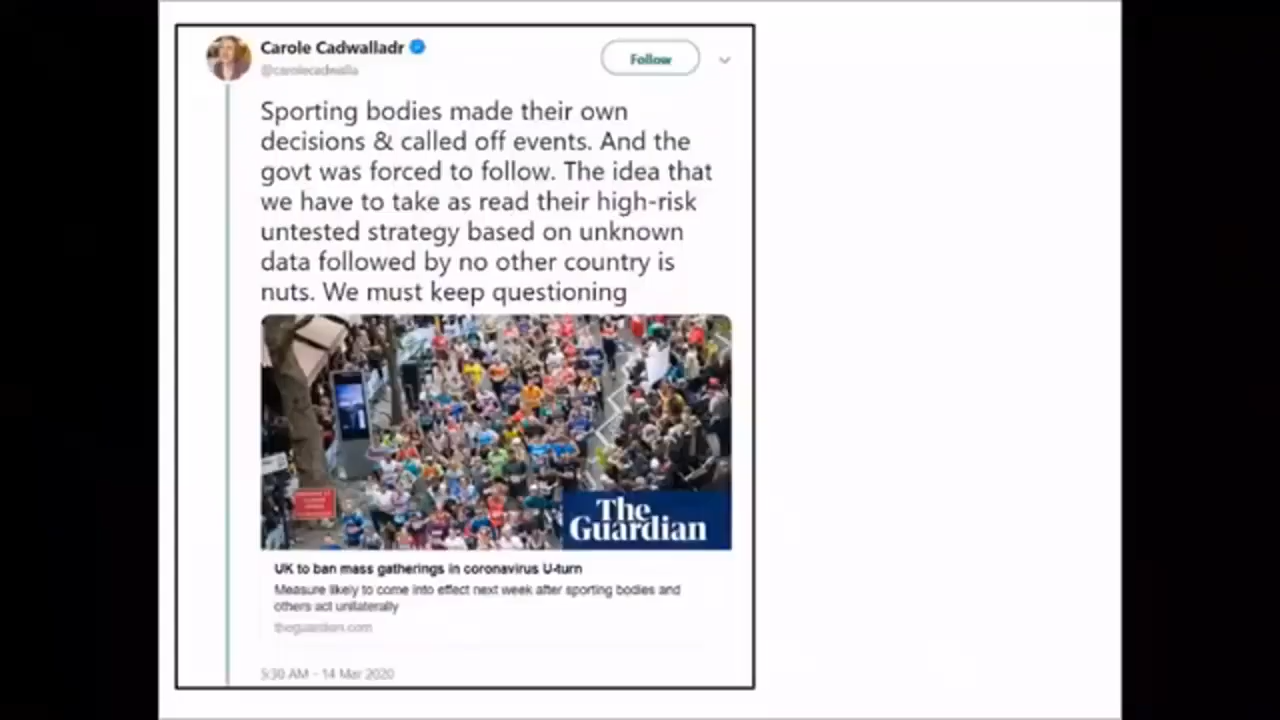 Carole Cadwalladr
@carolecadwalla
Follow
Sporting bodies made their own
decisions & called off events. And the
govt was forced to follow. The idea that
we have to take as read their high-risk
untested strategy based on unknown
data followed by no other country is
nuts. We must keep questioning
The
Guardian
UK to ban mass gatherings in coronavirus U-turn
Measure likely to come into effect next week after sporting bodies and
others act unilaterally
theguardian.com
5:30 AM - 14 Mar 2020